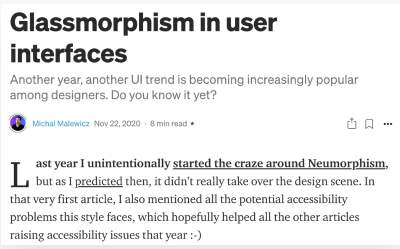 Glassmorphism in user
interfaces
Another year, another UI trend is becoming increasingly popular
among designers. Do you know it yet?
Michal Malewicz Nov 22, 2020 · 8 min read ★
Last year I unintentionally started the craze around Neumorphism,
but as I predicted then, it didn't really take over the design scene. In
that very first article, I also mentioned all the potential accessibility
problems this style faces, which hopefully helped all the other articles
raising accessibility issues that year :-)